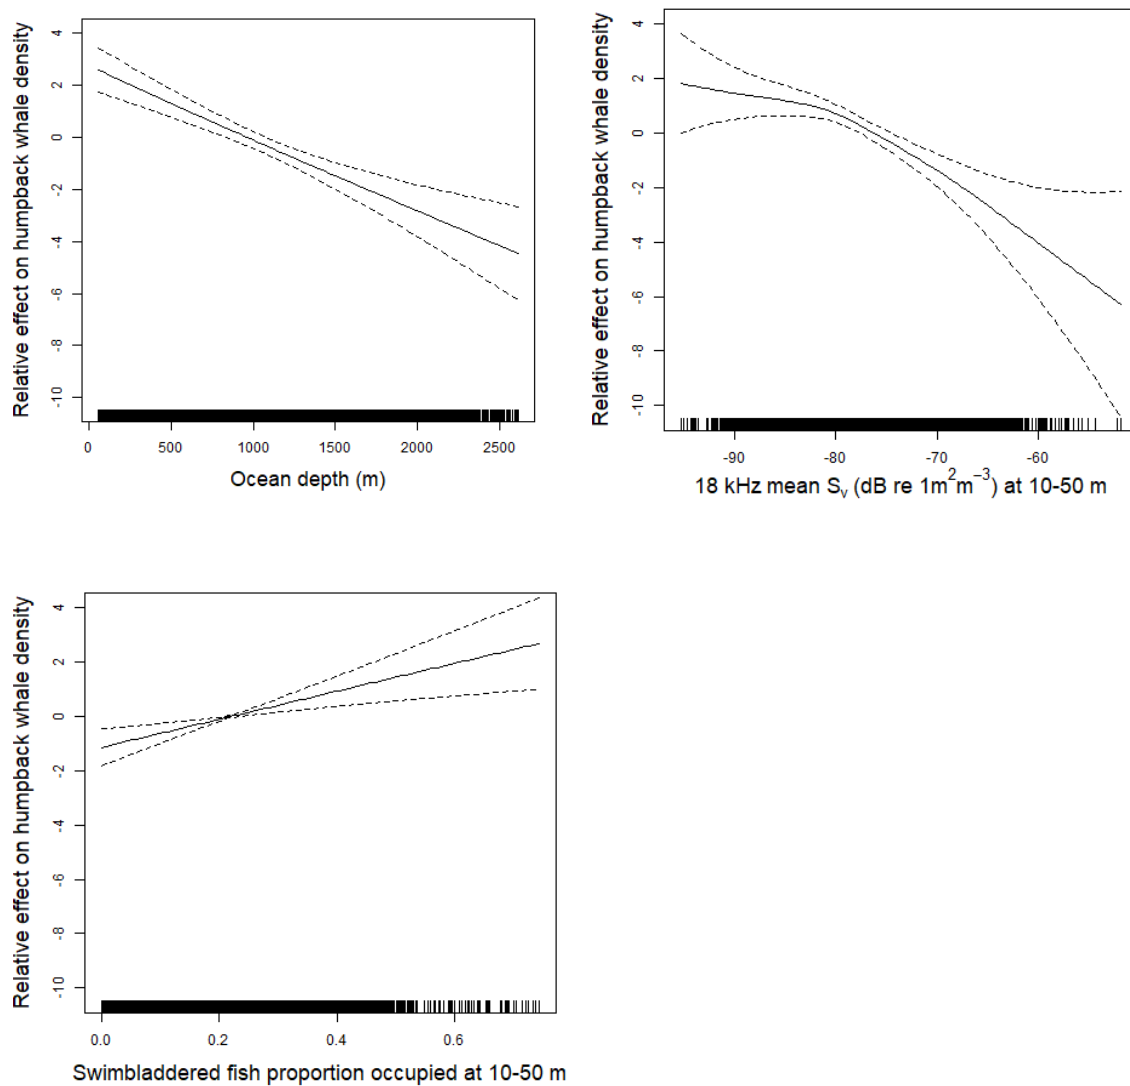 Relative effect on humpback whale density
4
2
0
-2
-4
-6
-8
-10
0 500 1000 1500 2000 2500
Ocean depth (m)
Relative effect on humpback whale density
4
2
0
-2
-4
-6
-8
-10
-90 -80 -70 -60
18 kHz mean Sᵥ (dB re 1m²m⁻³) at 10-50 m
Relative effect on humpback whale density
4
2
0
-2
-4
-6
-8
-10
0.0 0.2 0.4 0.6
Swimbladdered fish proportion occupied at 10-50 m